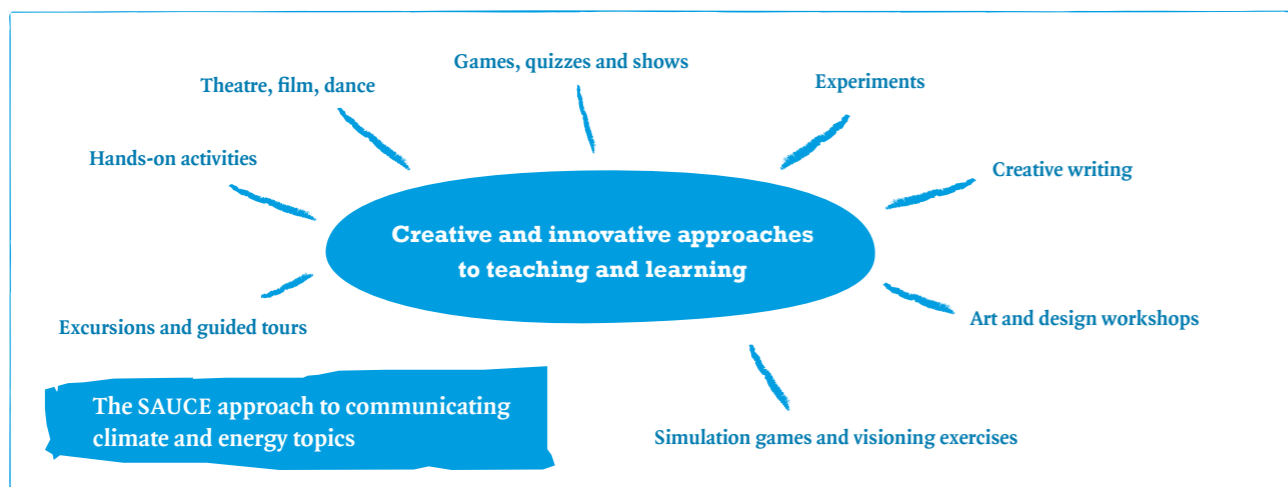 Games, quizzes and shows
Theatre, film, dance
Experiments
Hands-on activities
Creative writing
Creative and innovative approaches
to teaching and learning
Excursions and guided tours
Art and design workshops
The SAUCE approach to communicating
climate and energy topics
Simulation games and visioning exercises